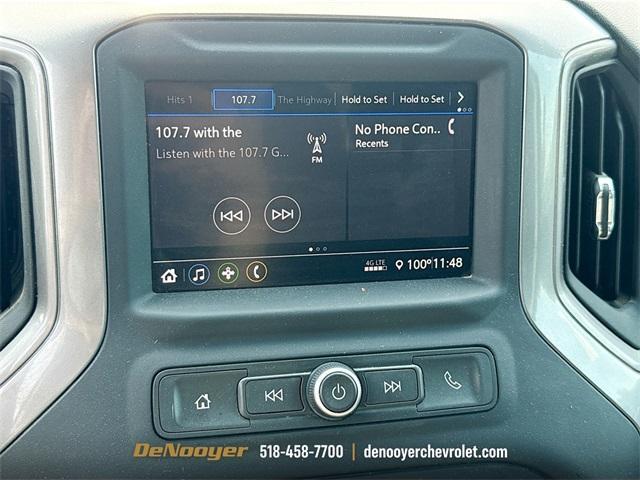 Hits 1 107.7 The Highway Hold to Set Hold to Set
107.7 with the
Listen with the 107.7 G...
FM
No Phone Con..
Recents
4G LTE 100° 11:48
DeNooyer 518-458-7700 | denooyerchevrolet.com